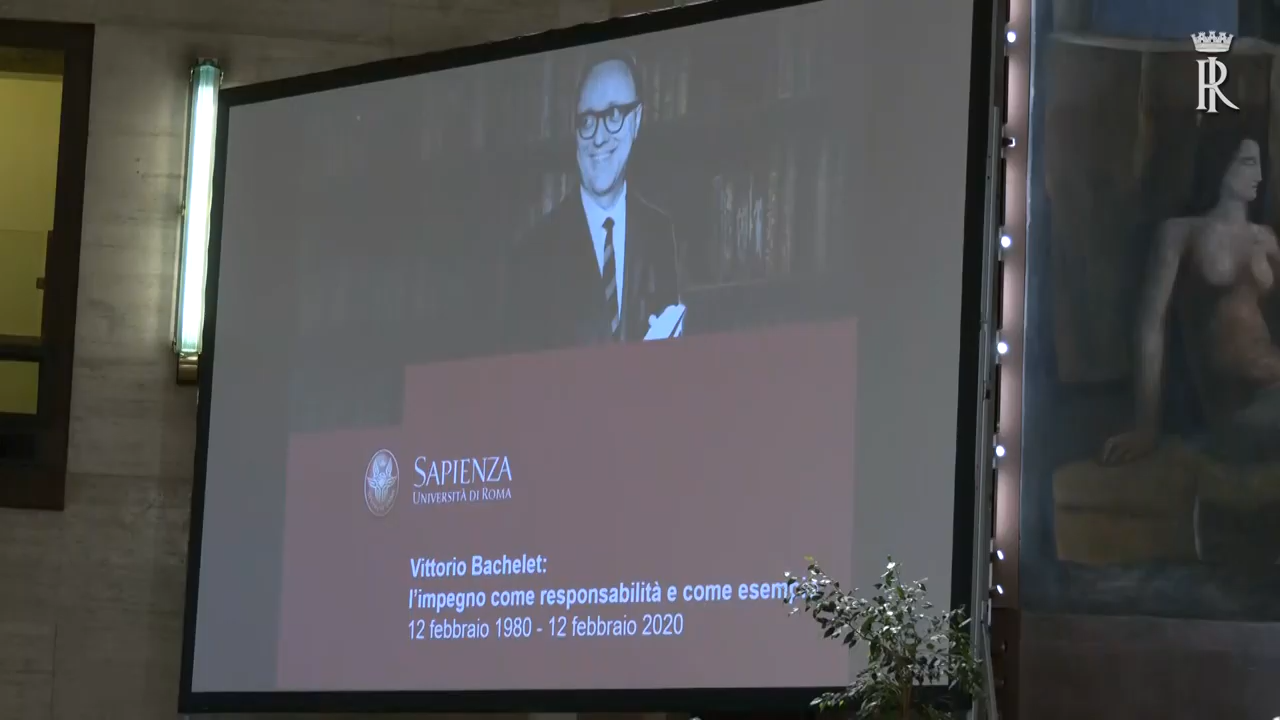 SAPIENZA
UNIVERSITÀ DI ROMA
Vittorio Bachelet:
l'impegno come responsabilità e come
12 febbraio 1980 - 12 febbraio 2020